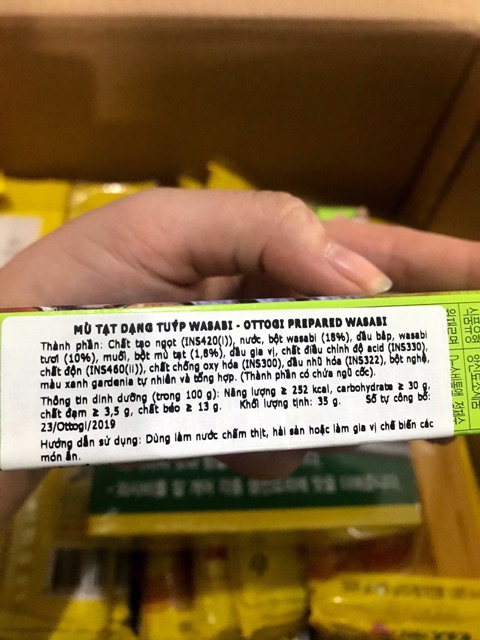 MÙ TẠT DẠNG TUÝP WASABI - OTTOGI PREPARED WASABI
Thành phần: Chất tạo ngọt (INS420(i)), nước, bột wasabi (18%), dầu bắp, wasabi
tươi (10%), muối, bột mù tạt (1,8%), dầu gia vị, chất điều chỉnh độ acid (INS330),
chất độn (INS460(ii)), chất chống oxy hóa (INS300), dầu nhũ hóa (INS322), bột nghệ,
màu xanh gardenia tự nhiên và tổng hợp. (Thành phần có chứa ngũ cốc).
Thông tin dinh dưỡng (trong 100 g): Năng lượng ≥ 252 kcal, carbohydrate ≥ 30 g,
chất đạm ≥ 3,5 g, chất béo ≥ 13 g. Khối lượng tịnh: 35 g. Số tự công bố:
23/Ottogi/2019
Hướng dẫn sử dụng: Dùng làm nước chấm thịt, hải sản hoặc làm gia vị chế biến các
món ăn.